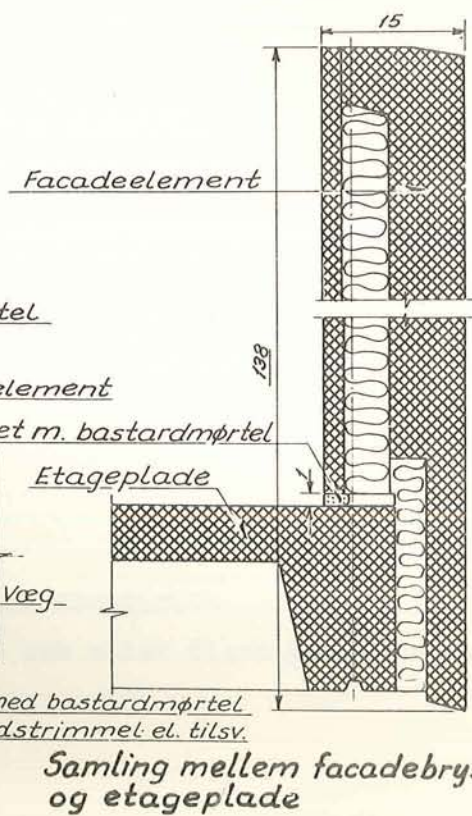 15
Facadeelement
tel
138
element
et m. bastardmørtel
1
Etageplade
Væg
ned bastardmørtel
dstrimmel el. tilsv.
Samling mellem facadebrys
og etageplade